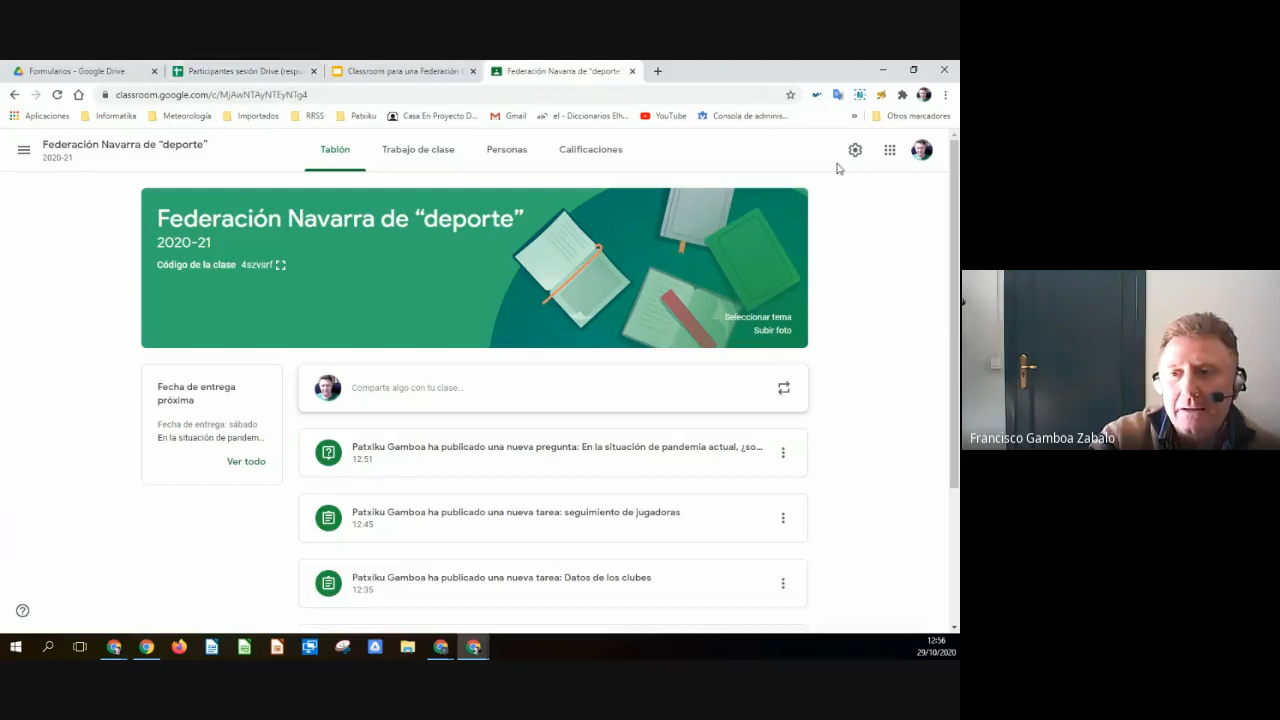 Formularios - Google Drive
Participantes sesión Drive (respu
Classroom para una Federación
Federación Navarra de "deporte"
classroom.google.com/c/MjAwNTAyNTEyNTg4
Aplicaciones
Informatika
Meteorología
Importados
RRSS
Patxiku
Casa En Proyecto D...
Gmail
el - Diccionarios Elh...
YouTube
Consola de adminis...
»
Otros marcadores
Federación Navarra de “deporte”
2020-21
Tablón
Trabajo de clase
Personas
Calificaciones
Federación Navarra de “deporte”
2020-21
Código de la clase 4szvsrf
Seleccionar tema
Subir foto
Fecha de entrega
próxima
Fecha de entrega: sábado
En la situación de pandem...
Ver todo
Comparte algo con tu clase...
Patxiku Gamboa ha publicado una nueva pregunta: En la situación de pandemia actual, ¿so...
12:51
Patxiku Gamboa ha publicado una nueva tarea: seguimiento de jugadoras
12:45
Patxiku Gamboa ha publicado una nueva tarea: Datos de los clubes
12:35
Francisco Gamboa Zabalo
12:56
29/10/2020